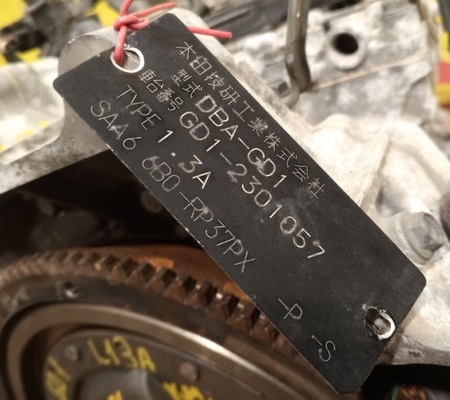 本田技研工業株式会社
型式 DBA-GD1
車台番号 GD1-2301057
TYPE 1.3A
SAA6 6B0-RP37PX
-P -S
L13A